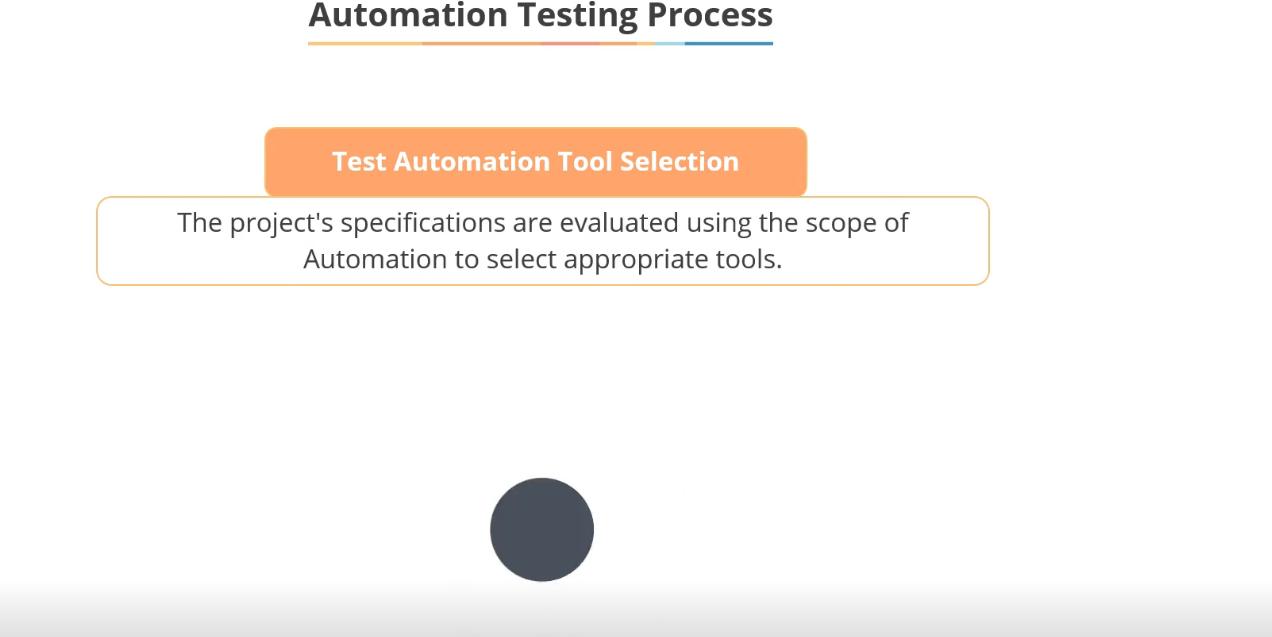 Automation Testing Process
Test Automation Tool Selection
The project's specifications are evaluated using the scope of
Automation to select appropriate tools.